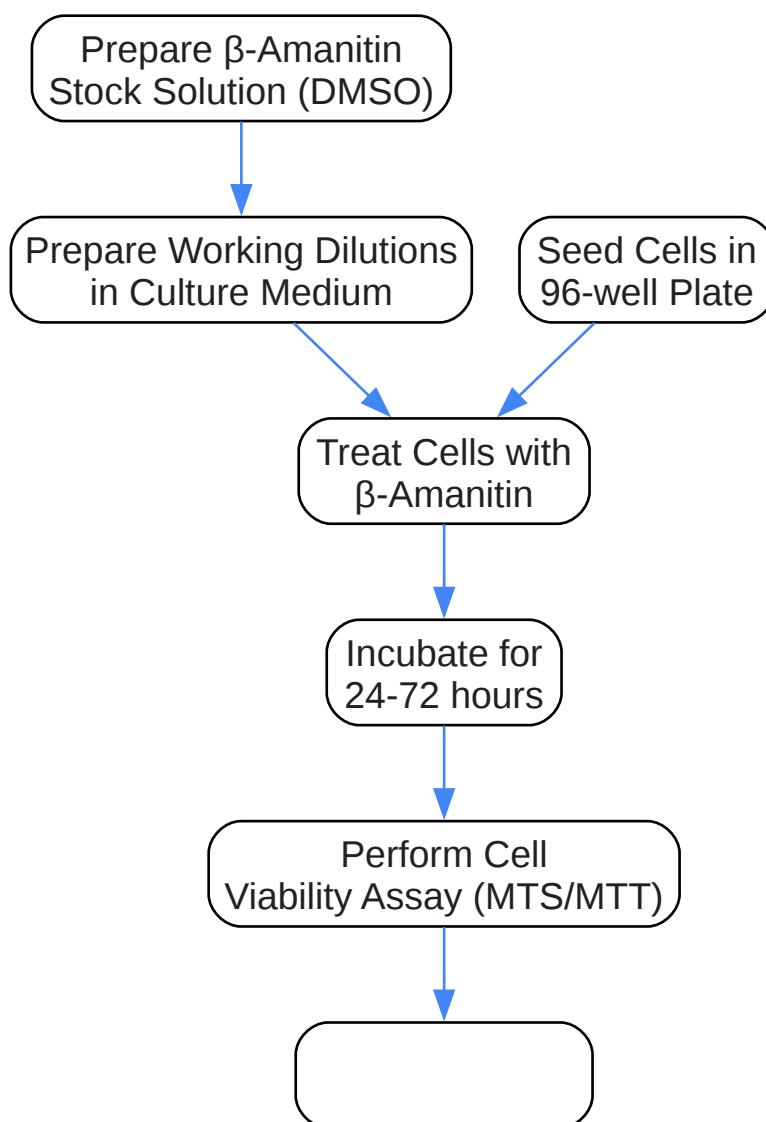 Prepare β-Amanitin
Stock Solution (DMSO)
Prepare Working Dilutions
in Culture Medium
Seed Cells in
96-well Plate
Treat Cells with
β-Amanitin
Incubate for
24-72 hours
Perform Cell
Viability Assay (MTS/MTT)